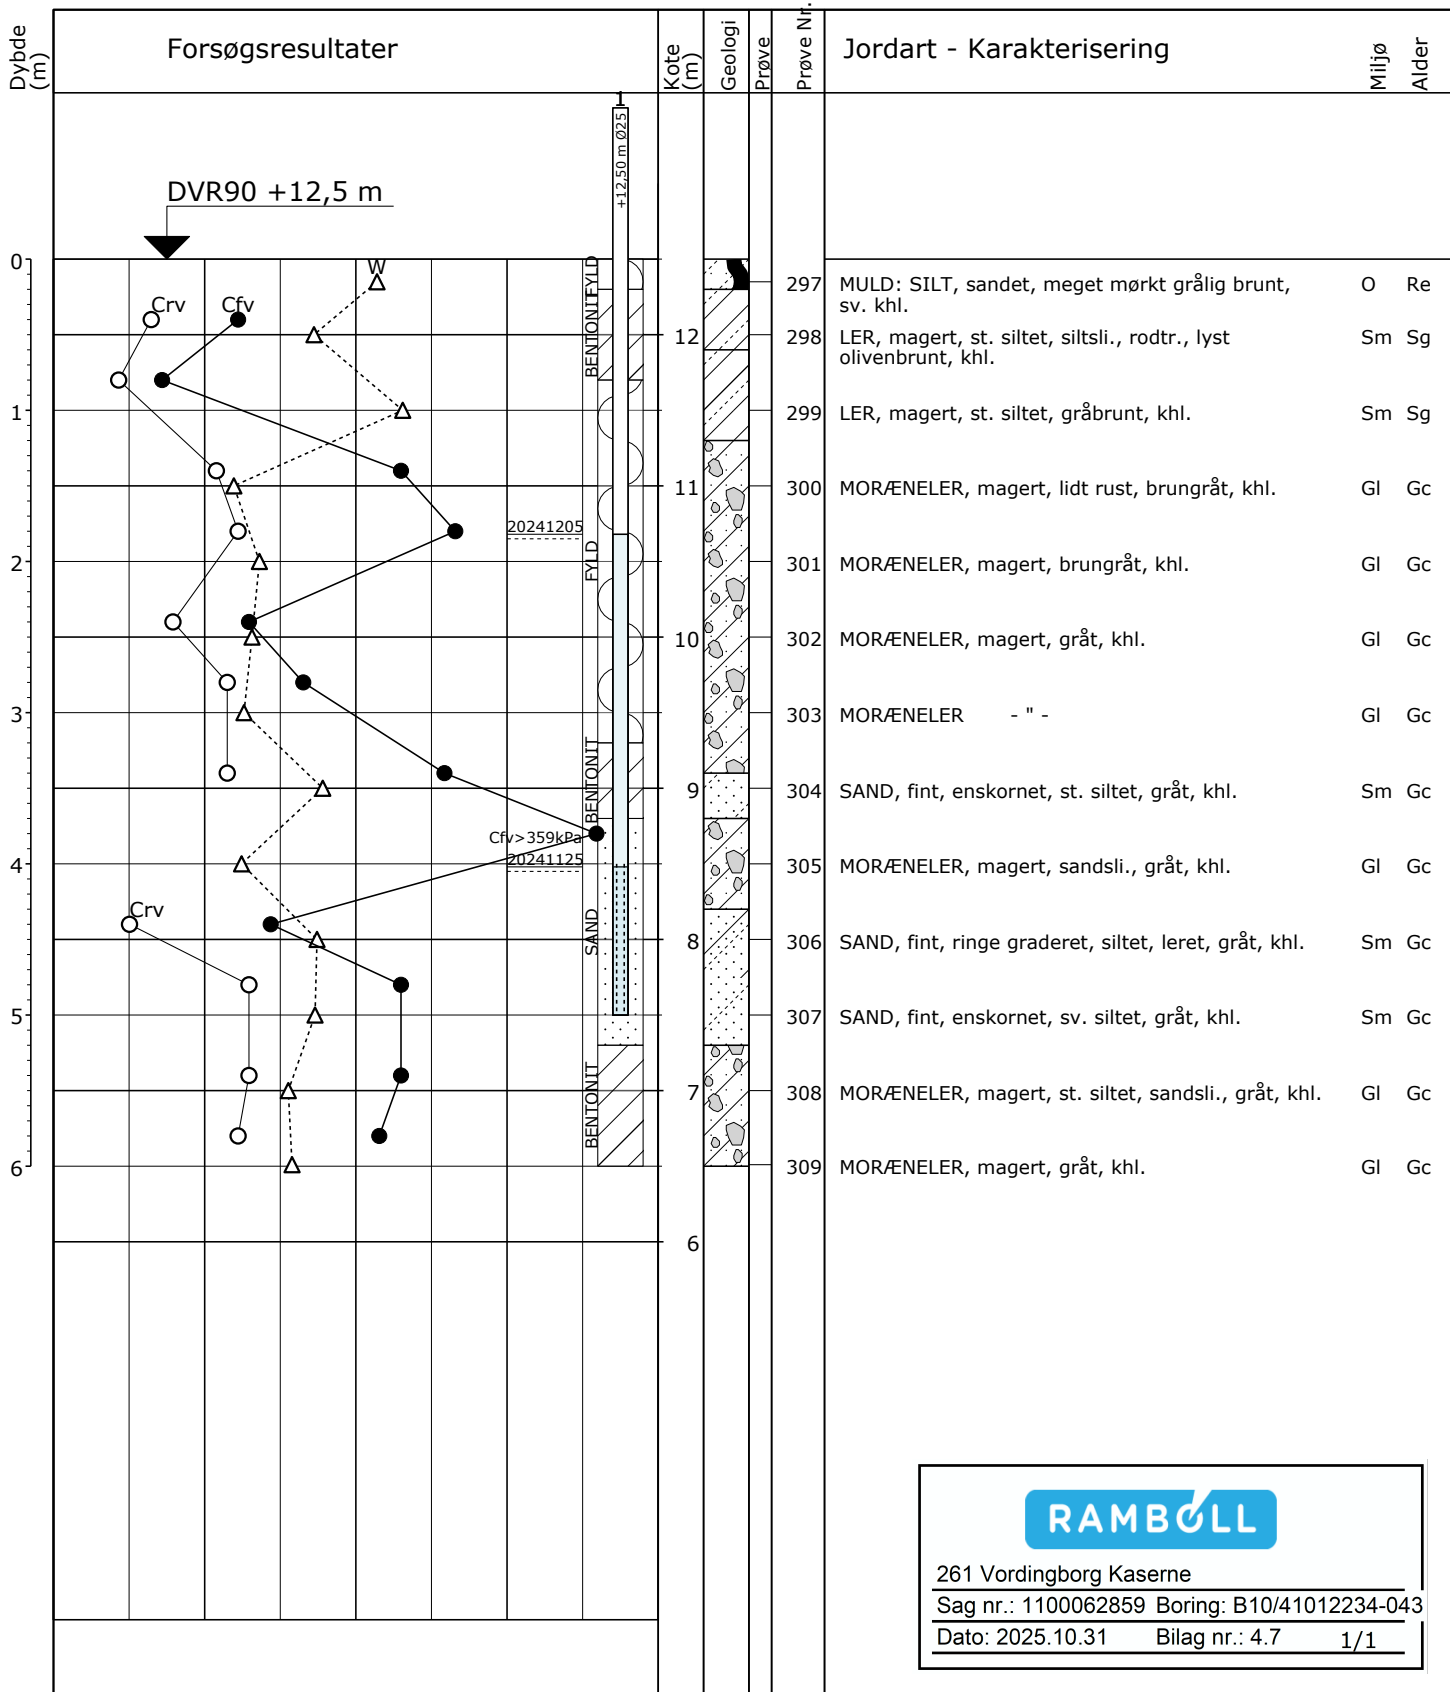 Dybde (m)
Forsøgsresultater
Kote (m)
Geologi
Prøve
Prøve Nr.
Jordart - Karakterisering
Miljø
Alder
1
+12,50 m Ø25
DVR90 +12,5 m
0
W
FYLD
297 MULD: SILT, sandet, meget mørkt grålig brunt, O Re
sv. khl.
Crv Cfv
BENTONIT
12
298 LER, magert, st. siltet, siltsli., rodtr., lyst Sm Sg
olivenbrunt, khl.
1
299 LER, magert, st. siltet, gråbrunt, khl. Sm Sg
11
300 MORÆNELER, magert, lidt rust, brungråt, khl. Gl Gc
20241205
FYLD
2
301 MORÆNELER, magert, brungråt, khl. Gl Gc
10
302 MORÆNELER, magert, gråt, khl. Gl Gc
3
303 MORÆNELER - " - Gl Gc
BENTONIT
9
304 SAND, fint, enskornet, st. siltet, gråt, khl. Sm Gc
Cfv>359kPa
20241125
4
305 MORÆNELER, magert, sandsli., gråt, khl. Gl Gc
Crv
SAND
8
306 SAND, fint, ringe graderet, siltet, leret, gråt, khl. Sm Gc
5
307 SAND, fint, enskornet, sv. siltet, gråt, khl. Sm Gc
BENTONIT
7
308 MORÆNELER, magert, st. siltet, sandsli., gråt, khl. Gl Gc
6
309 MORÆNELER, magert, gråt, khl. Gl Gc
6
RAMBOLL
261 Vordingborg Kaserne
Sag nr.: 1100062859 Boring: B10/41012234-043
Dato: 2025.10.31 Bilag nr.: 4.7 1/1